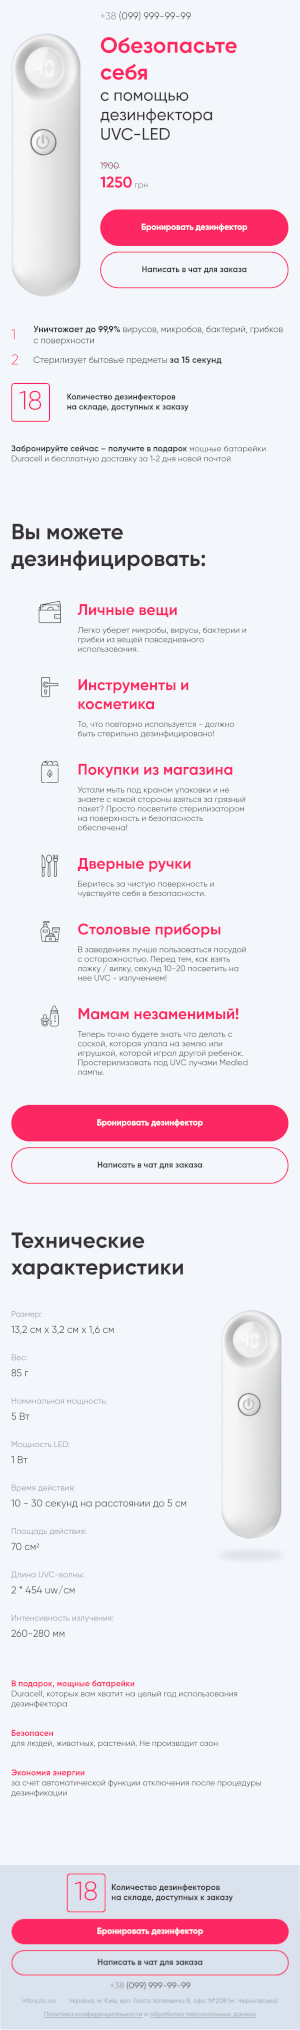 +38 (099) 999-99-99
Обезопасьте
себя
с помощью
дезинфектора
UVC-LED
1900
1250 грн
Бронировать дезинфектор
Написать в чат для заказа
1 Уничтожает до 99,9% вирусов, микробов, бактерий, грибков
с поверхности
2 Стерилизует бытовые предметы за 15 секунд
18
Количество дезинфекторов
на складе, доступных к заказу
Забронируйте сейчас – получите в подарок мощные батарейки
Duracell и бесплатную доставку за 1-2 дня новой почтой
Вы можете
дезинфицировать:
Личные вещи
Легко уберет микробы, вирусы, бактерии и
грибки из вещей повседневного
использования.
Инструменты и
косметика
То, что повторно используется - должно
быть стерильно дезинфицировано!
Покупки из магазина
Устали мыть под краном упаковки и не
знаете с какой стороны взяться за грязный
пакет? Просто посветите стерилизатором
на поверхность и безопасность
обеспечена!
Дверные ручки
Беритесь за чистую поверхность и
чувствуйте себя в безопасности.
Столовые приборы
В заведениях лучше пользоваться посудой
с осторожностью. Перед тем, как взять
ложку / вилку, секунд 10-20 посветить на
нее UVC - излучением!
Мамам незаменимый!
Теперь точно будете знать что делать с
соской, которая упала на землю или
игрушкой, которой играл другой ребенок.
Простерилизовать под UVC лучами Medled
лампы.
Бронировать дезинфектор
Написать в чат для заказа
Технические
характеристики
Размер:
13,2 см x 3,2 см x 1,6 см
Вес:
85 г
Номинальная мощность:
5 Вт
Мощность LED:
1 Вт
Время действия:
10 - 30 секунд на расстоянии до 5 см
Площадь действия:
70 см²
Длина UVC-волны:
2 * 454 uw/см
Интенсивность излучения:
260-280 мм
40
В подарок, мощные батарейки
Duracell, которых вам хватит на целый год использования
дезинфектора
Безопасен
для людей, животных, растений. Не производит озон
Экономия энергии
за счет автоматической функции отключения после процедуры
дезинфикации
18
Количество дезинфекторов
на складе, доступных к заказу
Бронировать дезинфектор
Написать в чат для заказа
+38 (099) 999-99-99
Политика конфиденциальности и обработка персональных данных